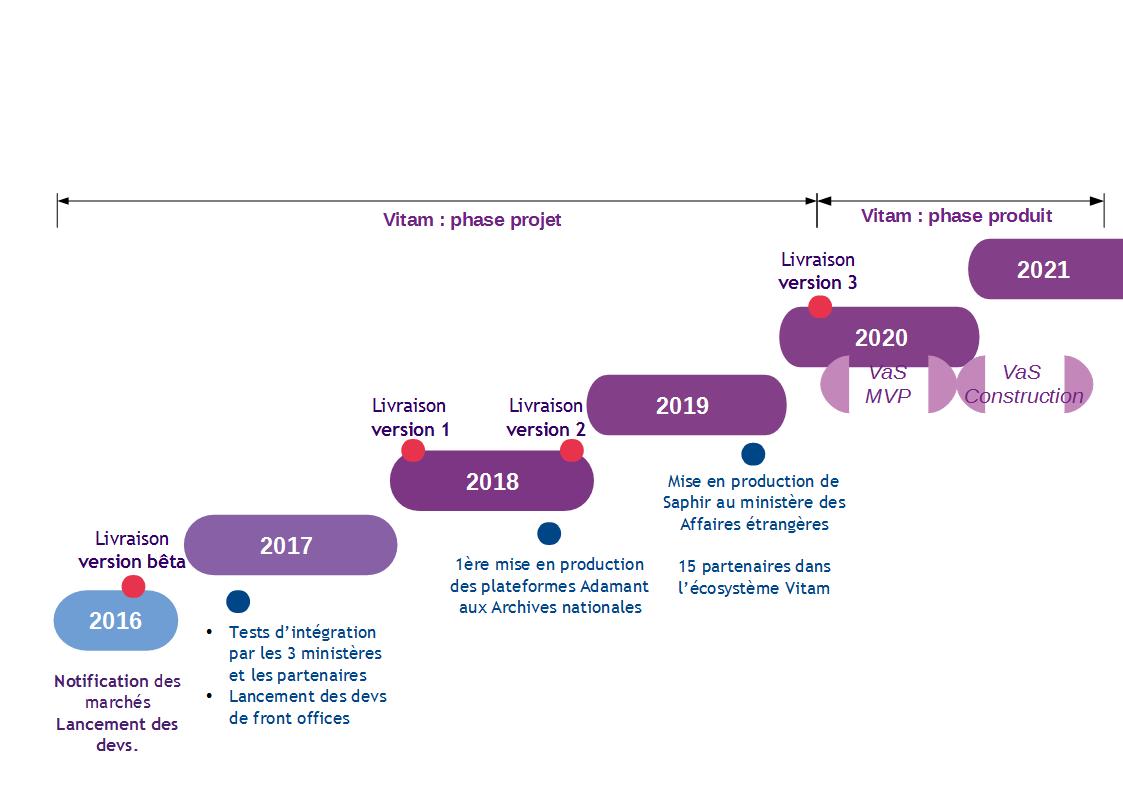 Vitam : phase projet
Vitam : phase produit
2021
Livraison
version 3
2020
VaS
MVP
VaS
Construction
2019
Livraison
version 1
Livraison
version 2
2018
Mise en production de
Saphir au ministère des
Affaires étrangères
15 partenaires dans
l’écosystème Vitam
1ère mise en production
des plateformes Adamant
aux Archives nationales
Livraison
version bêta
2017
2016
• Tests d’intégration
par les 3 ministères
et les partenaires
• Lancement des devs
de front offices
Notification des
marchés
Lancement des
devs.